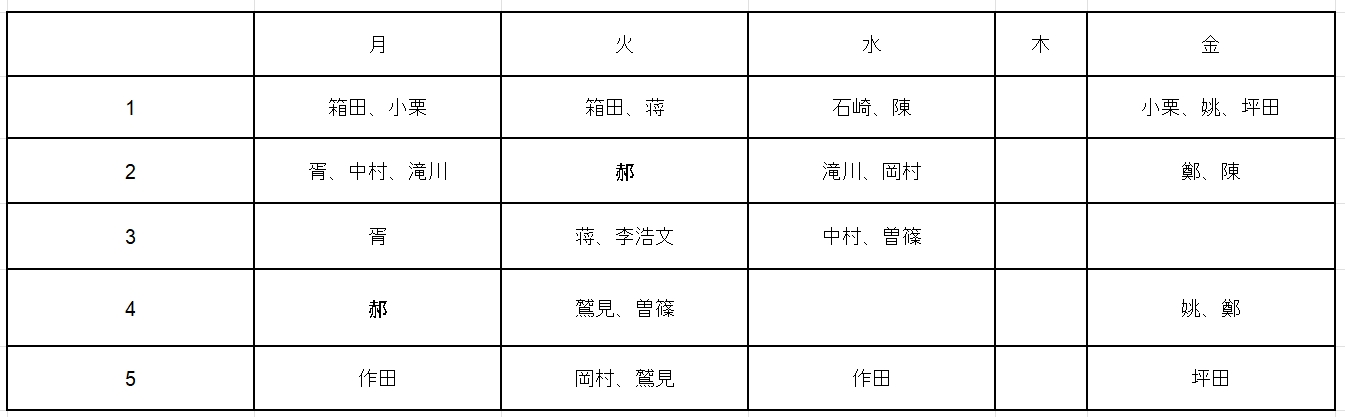 月 火 水 木 金
1 箱田、小栗 箱田、蒋 石崎、陳 小栗、姚、坪田
2 胥、中村、滝川 郝 滝川、岡村 鄭、陳
3 胥 蒋、李浩文 中村、曽篠
4 郝 鷲見、曽篠 姚、鄭
5 作田 岡村、鷲見 作田 坪田